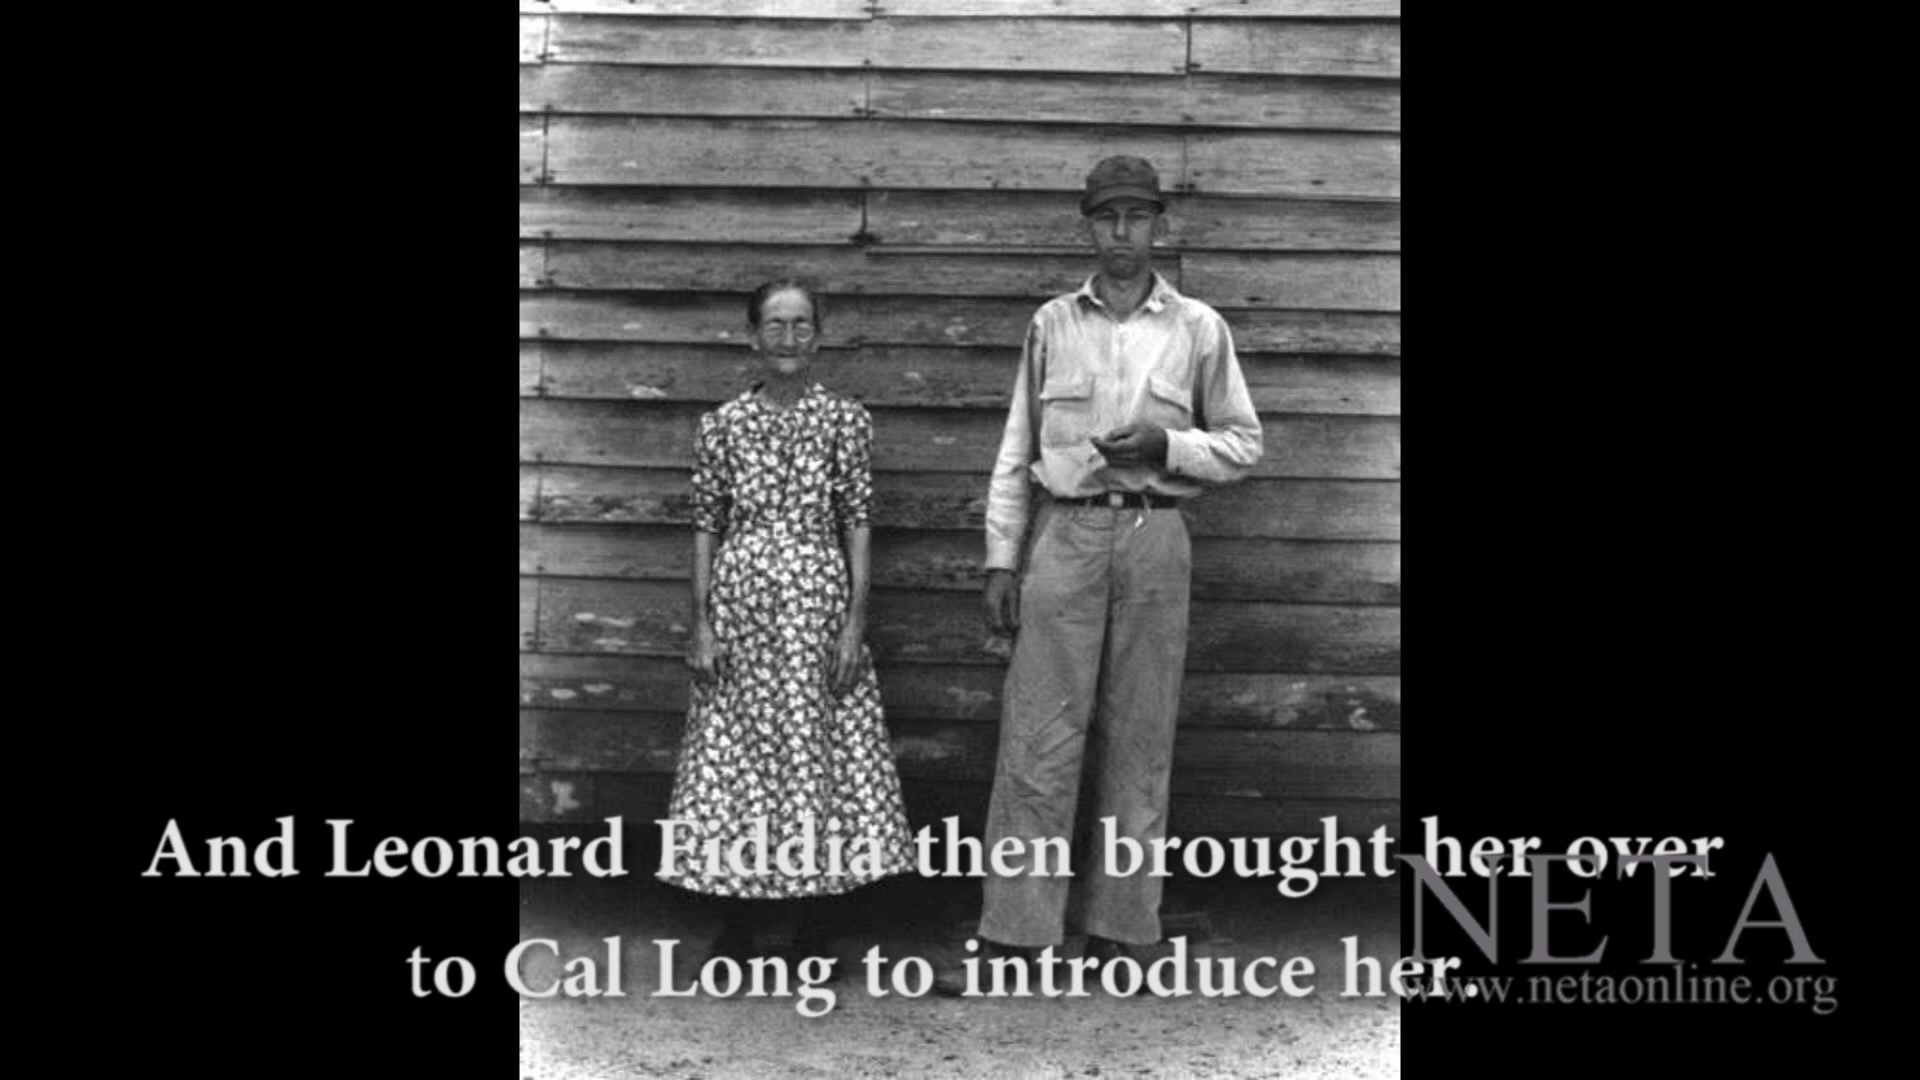 And Leonard Fiddia then brought her over
to Cal Long to introduce her.
NETA
www.netaonline.org